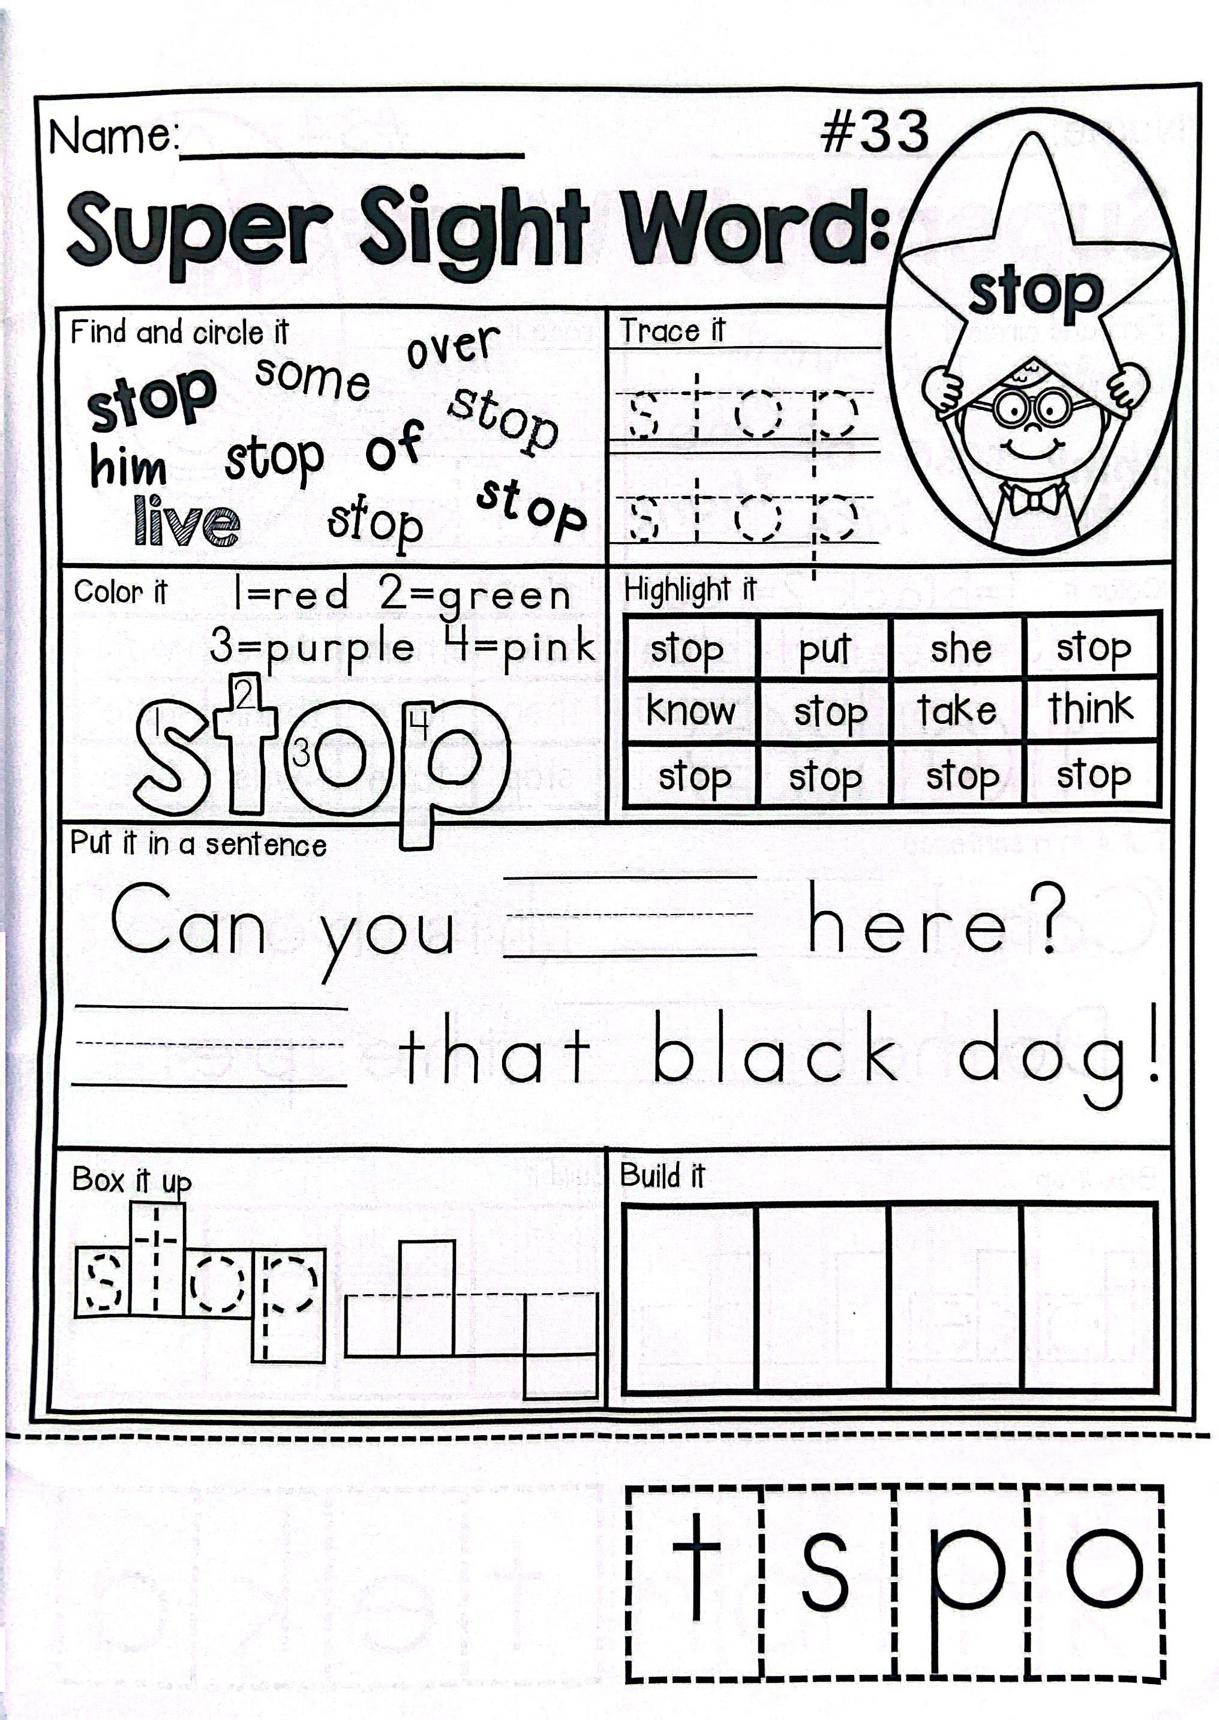 Name:
#33
Super Sight Word:
stop
Find and circle it
over
some
stop
stop
him
stop
of
live
stop
stop
Trace it
stop
stop
Color it 1=red 2=green
3=purple 4=pink
1 2 3 4
stop
Highlight it
stop put she stop
know stop take think
stop stop stop stop
Put it in a sentence
Can you here?
that black dog!
Box it up
stop
Build it
t s p o